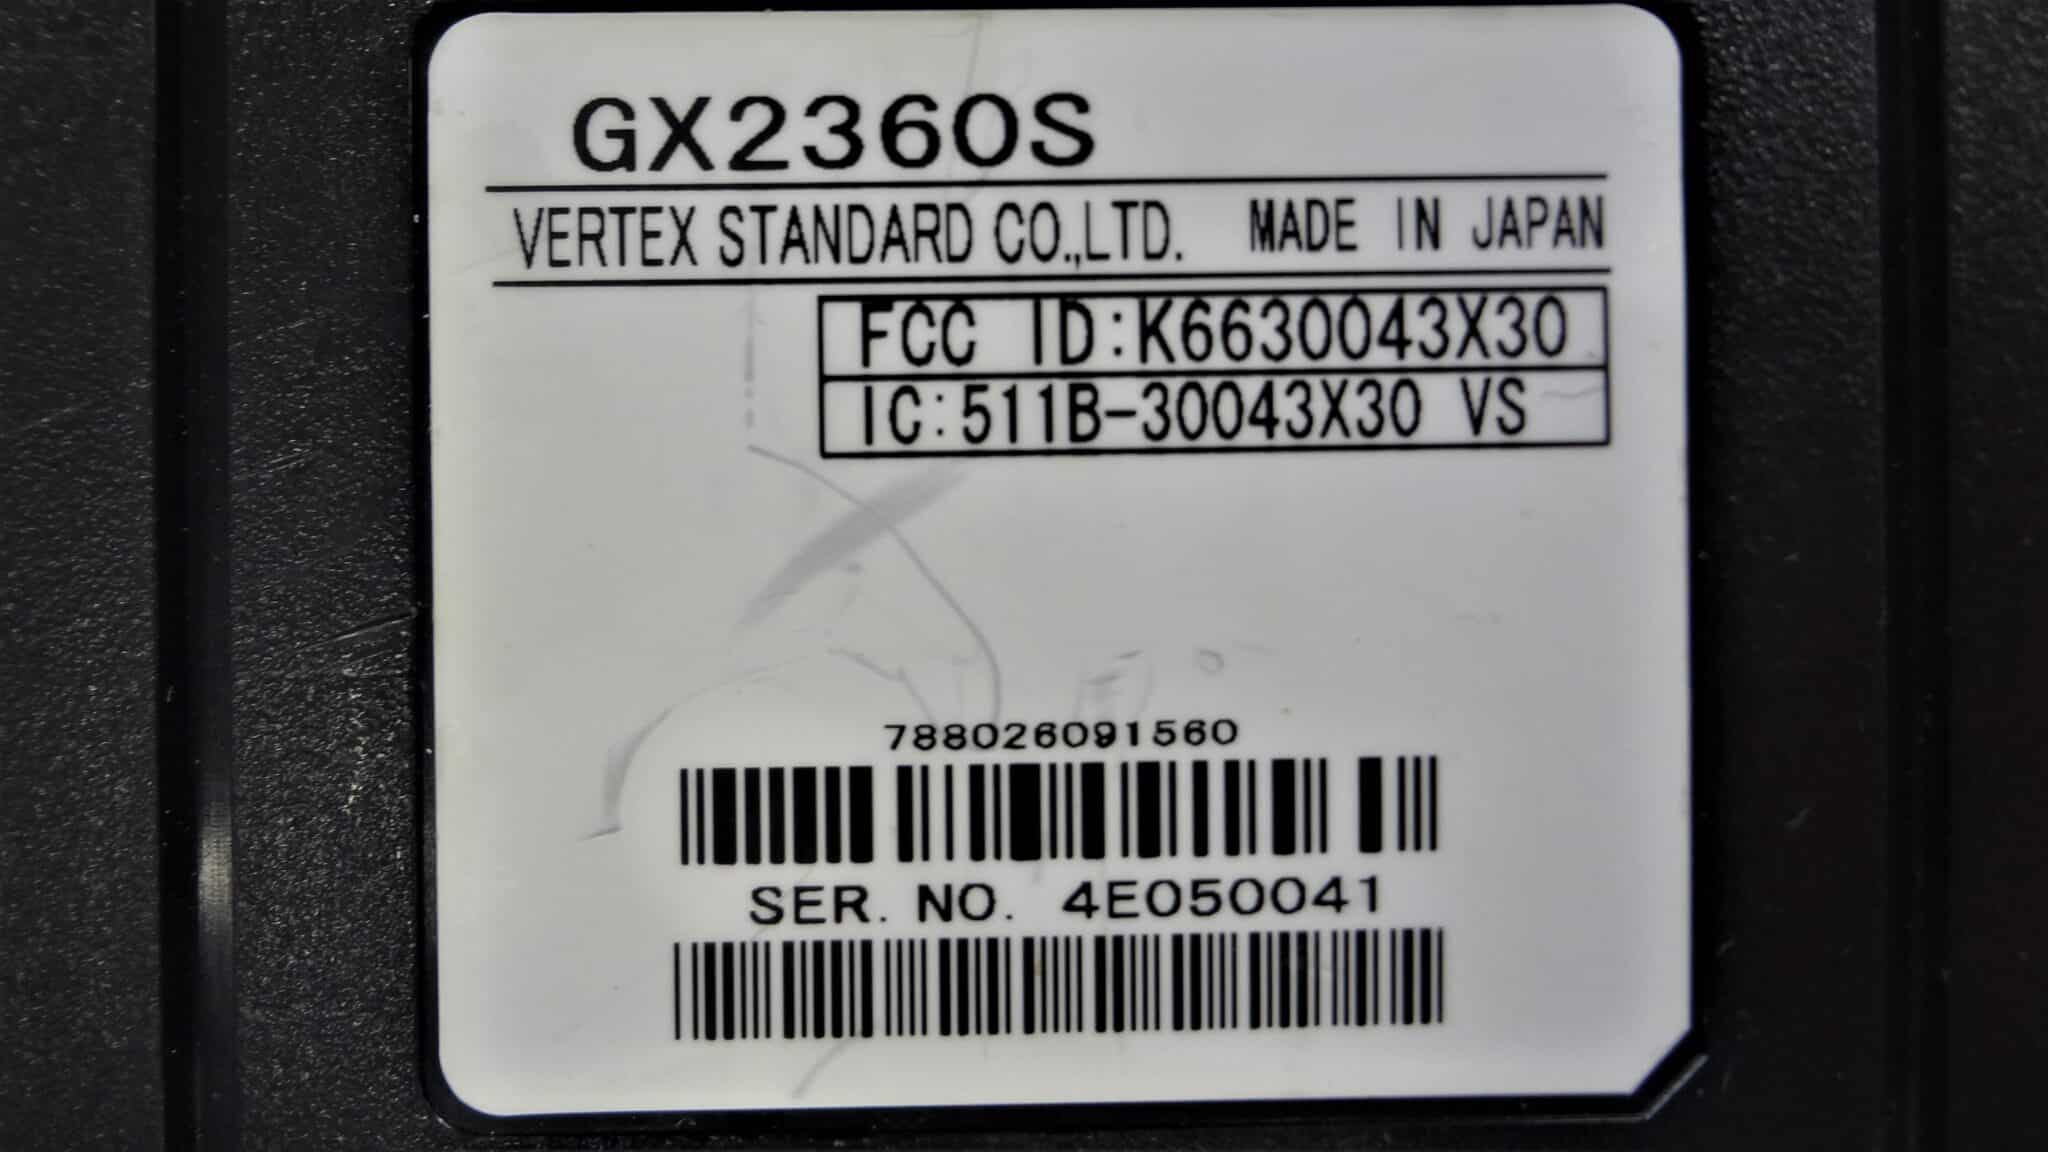 GX2360S
VERTEX STANDARD CO.,LTD. MADE IN JAPAN
FCC ID:K6630043X30
IC:511B-30043X30 VS
788026091560
SER. NO. 4E050041